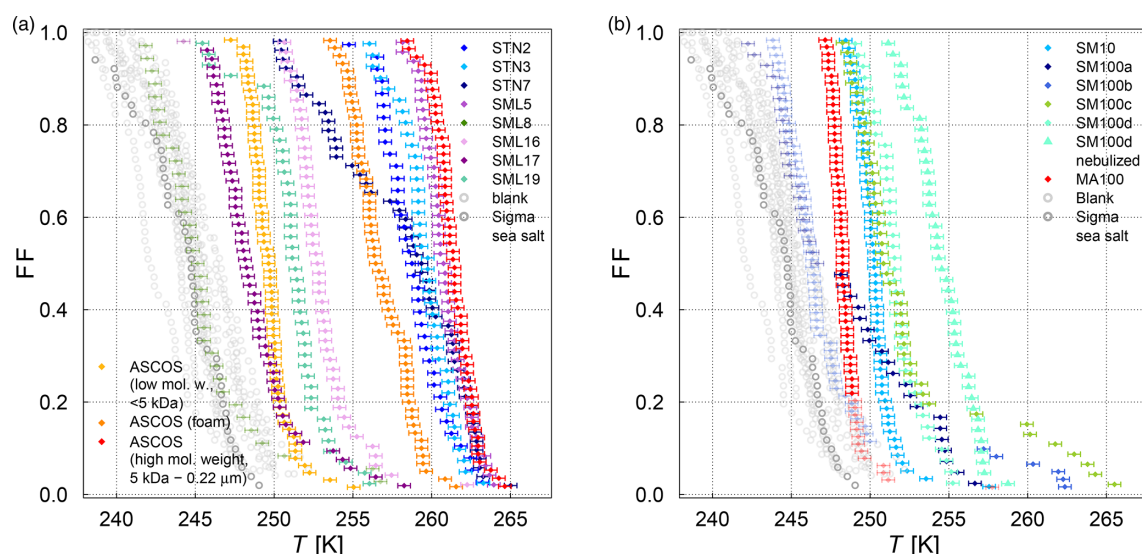 (a)
1.0
0.8
0.6
0.4
0.2
0.0
FF
240
245
250
255
260
265
T [K]
STN2
STN3
STN7
SML5
SML8
SML16
SML17
SML19
blank
Sigma
sea salt
ASCOS
(low mol. w.,
<5 kDa)
ASCOS (foam)
ASCOS
(high mol. weight,
5 kDa − 0.22 μm)
(b)
1.0
0.8
0.6
0.4
0.2
0.0
FF
240
245
250
255
260
265
T [K]
SM10
SM100a
SM100b
SM100c
SM100d
SM100d
nebulized
MA100
Blank
Sigma
sea salt